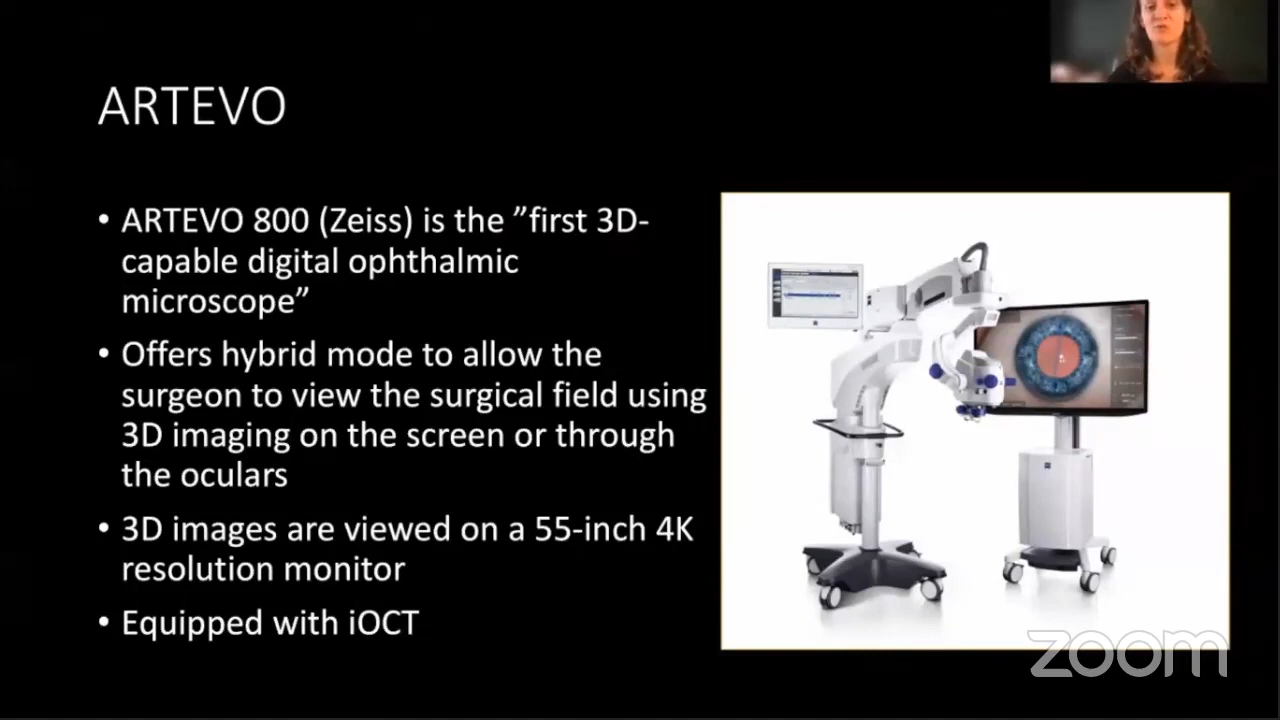 ARTEVO
• ARTEVO 800 (Zeiss) is the ”first 3D-
capable digital ophthalmic
microscope”
• Offers hybrid mode to allow the
surgeon to view the surgical field using
3D imaging on the screen or through
the oculars
• 3D images are viewed on a 55-inch 4K
resolution monitor
• Equipped with iOCT
zoom